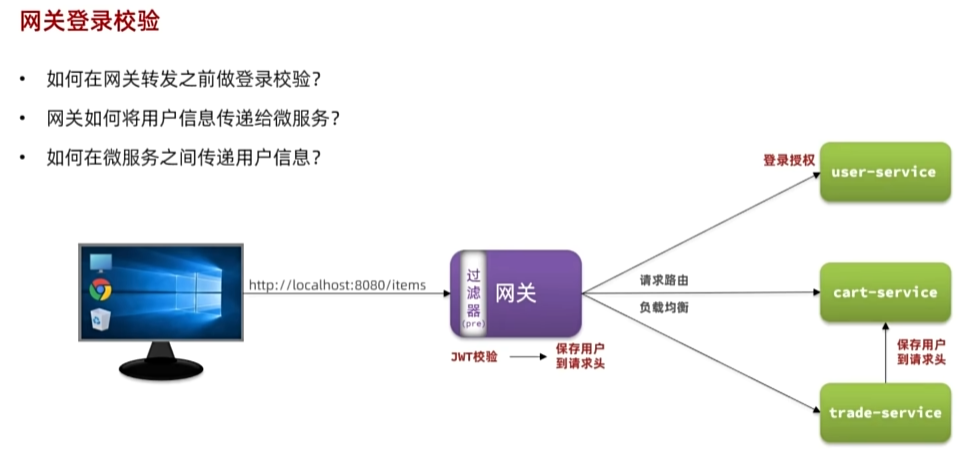 网关登录校验
• 如何在网关转发之前做登录校验？
• 网关如何将用户信息传递给微服务？
• 如何在微服务之间传递用户信息？
登录授权
user-service
http://localhost:8080/items
过滤器
(pre)
网关
请求路由
负载均衡
cart-service
JWT校验
保存用户
到请求头
保存用户
到请求头
trade-service